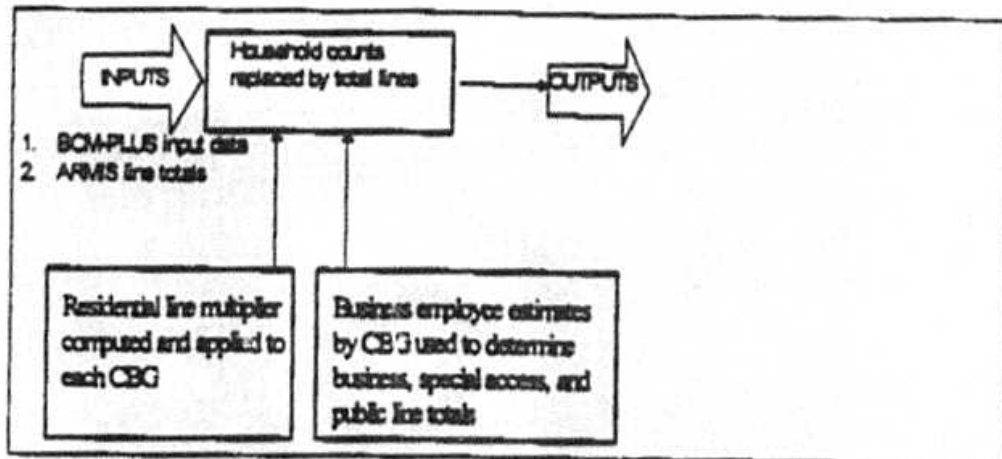 Household counts
replaced by total lines
INPUTS
OUTPUTS
1. BCM-PLUS input data
2. ARMIS line totals
Residential line multiplier
computed and applied to
each CBG
Business employee estimates
by CBG used to determine
business, special access, and
public line totals